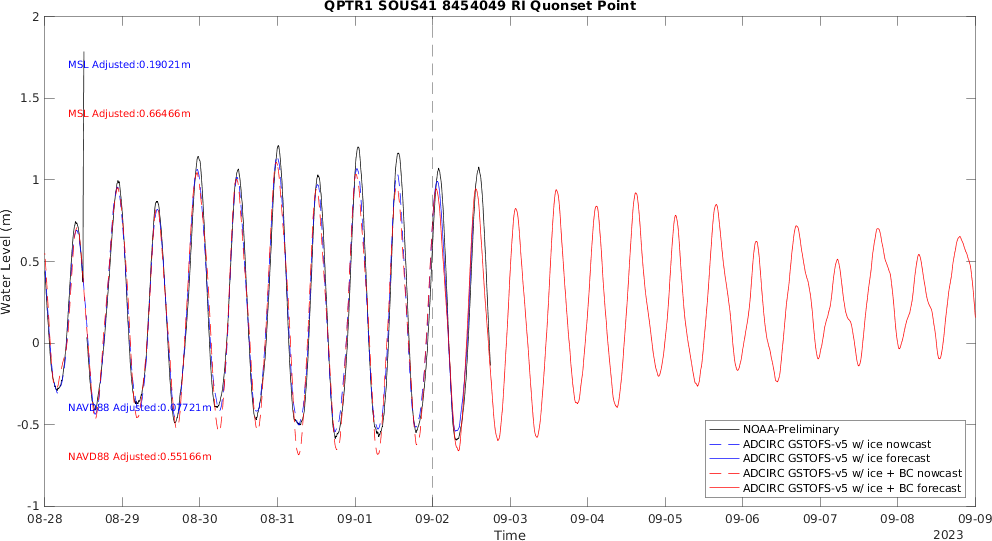 QPTR1 SOUS41 8454049 RI Quonset Point
2
1.5
1
0.5
0
-0.5
-1
Water Level (m)
MSL Adjusted:0.19021m
MSL Adjusted:0.66466m
NAVD88 Adjusted:0.07721m
NAVD88 Adjusted:0.55166m
NOAA-Preliminary
ADCIRC GSTOFS-v5 w/ ice nowcast
ADCIRC GSTOFS-v5 w/ ice forecast
ADCIRC GSTOFS-v5 w/ ice + BC nowcast
ADCIRC GSTOFS-v5 w/ ice + BC forecast
08-28 08-29 08-30 08-31 09-01 09-02 09-03 09-04 09-05 09-06 09-07 09-08 09-09
Time
2023